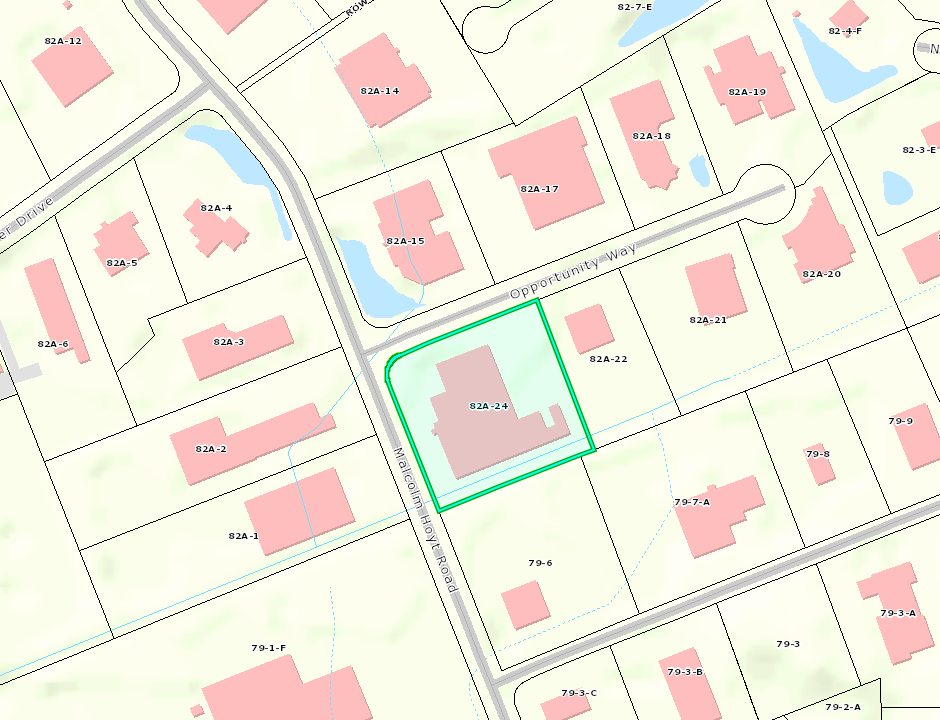 82-7-E
Row
82-4-F
82A-12
N
82A-14
82A-19
82A-18
82-3-E
82A-17
er Drive
82A-4
82A-15
82A-5
Opportunity Way
82A-20
82A-21
82A-6
82A-3
82A-22
82A-24
79-9
82A-2
79-8
Malcolm Hoyt Road
79-7-A
82A-1
79-6
79-3-A
79-1-F
79-3
79-3-B
79-3-C
79-2-A